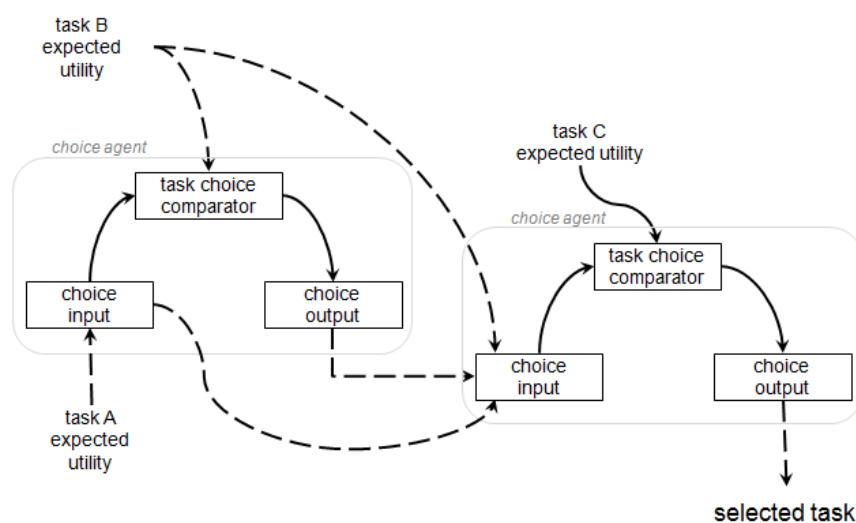 task B
expected
utility
choice agent
task choice
comparator
choice
input
choice
output
task A
expected
utility
task C
expected utility
choice agent
task choice
comparator
choice
input
choice
output
selected task